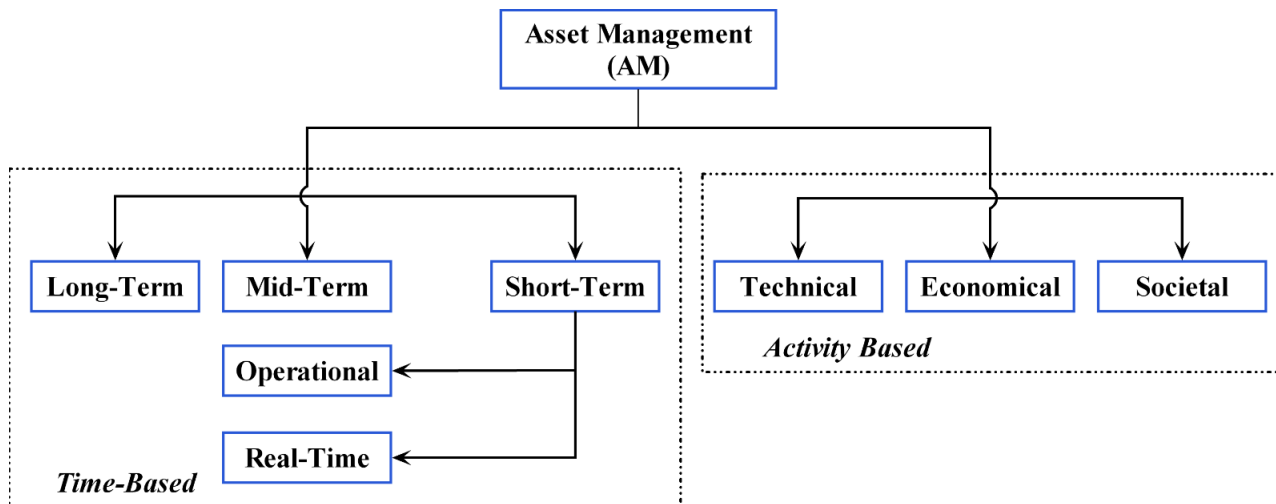 Asset Management
(AM)
Long-Term
Mid-Term
Short-Term
Operational
Real-Time
Time-Based
Technical
Economical
Societal
Activity Based